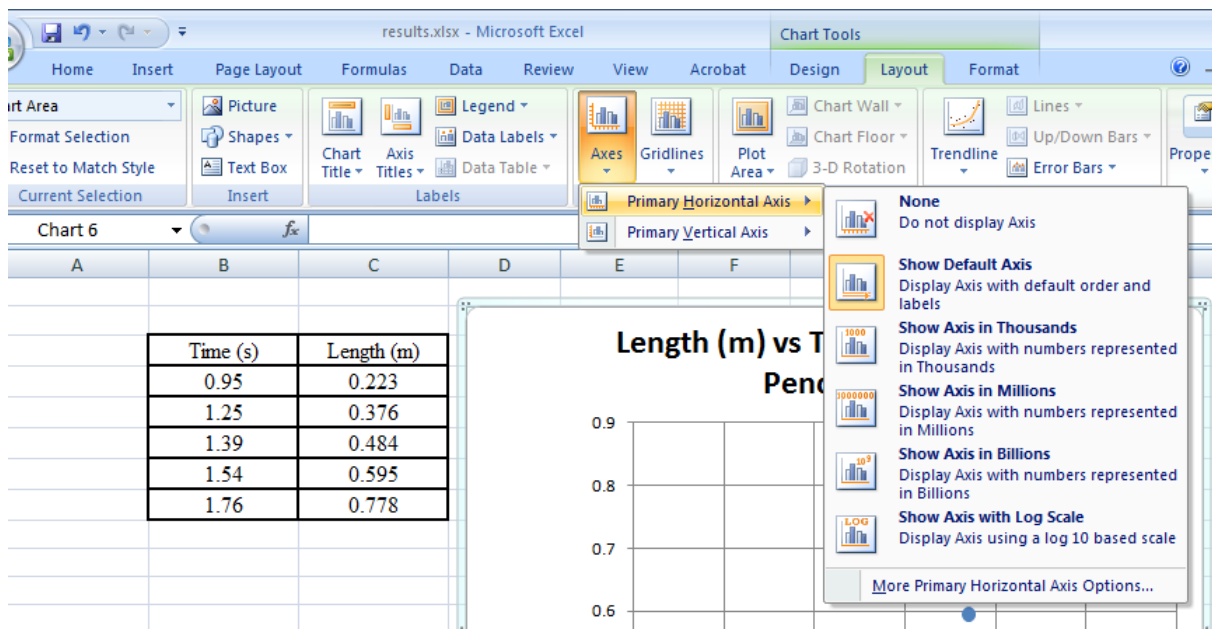 results.xlsx - Microsoft Excel
Chart Tools
Home Insert Page Layout Formulas Data Review View Acrobat Design Layout Format
rt Area
Format Selection
Reset to Match Style
Current Selection
Picture
Shapes
Text Box
Insert
Chart Title
Axis Titles
Legend
Data Labels
Data Table
Labels
Axes
Gridlines
Plot Area
Chart Wall
Chart Floor
3-D Rotation
Trendline
Lines
Up/Down Bars
Error Bars
Prope
Chart 6
fx
Primary Horizontal Axis
Primary Vertical Axis
None
Do not display Axis
Show Default Axis
Display Axis with default order and
labels
1000
Show Axis in Thousands
Display Axis with numbers represented
in Thousands
1000000
Show Axis in Millions
Display Axis with numbers represented
in Millions
10⁹
Show Axis in Billions
Display Axis with numbers represented
in Billions
LOG
Show Axis with Log Scale
Display Axis using a log 10 based scale
More Primary Horizontal Axis Options...
A B C D E F
Time (s) Length (m)
0.95 0.223
1.25 0.376
1.39 0.484
1.54 0.595
1.76 0.778
Length (m) vs T
Pend
0.9
0.8
0.7
0.6